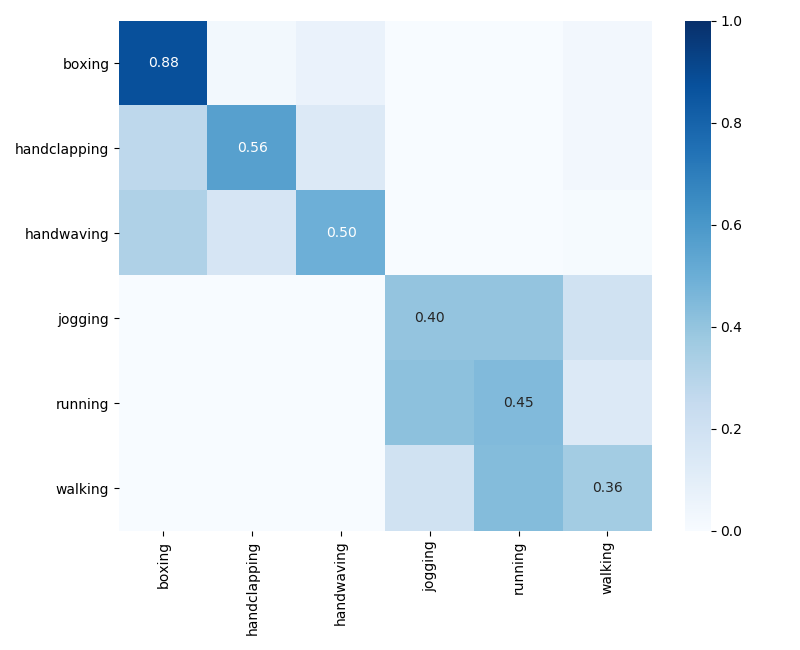 boxing
handclapping
handwaving
jogging
running
walking
0.88
0.56
0.50
0.40
0.45
0.36
boxing
handclapping
handwaving
jogging
running
walking
1.0
0.8
0.6
0.4
0.2
0.0